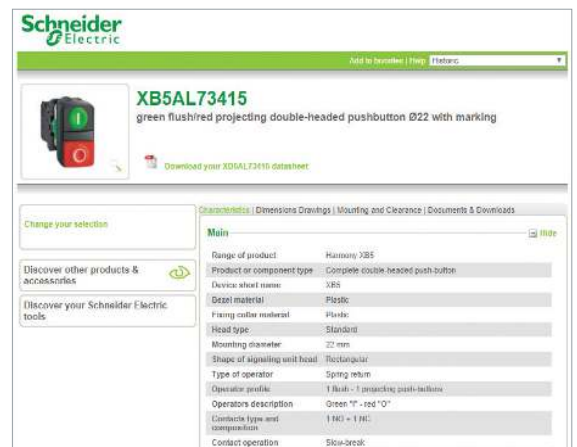 Schneider
Electric
Add to favorites | Help Historic
XB5AL73415
green flush/red projecting double-headed pushbutton Ø22 with marking
Download your XB5AL73415 datasheet
Characteristics | Dimensions Drawings | Mounting and Clearance | Documents & Downloads
Change your selection
Discover other products &
accessories
Discover your Schneider Electric
tools
Main Hide
Range of product Harmony XB5
Product or component type Complete double-headed push-button
Device short name XB5
Bezel material Plastic
Fixing collar material Plastic
Head type Standard
Mounting diameter 22 mm
Shape of signaling unit head Rectangular
Type of operator Spring return
Operator profile 1 flush - 1 projecting push-buttons
Operators description Green "I" - red "O"
Contacts type and
composition 1 NO + 1 NC
Contact operation Slow-break